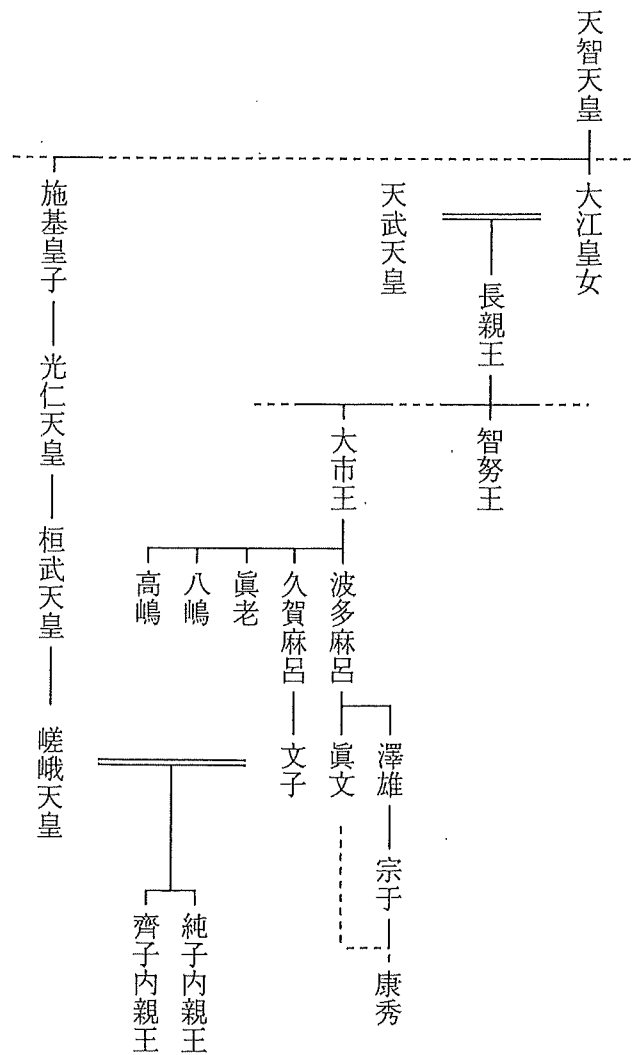 天智天皇
大江皇女
天武天皇
長親王
智努王
大市王
波多麻呂
久賀麻呂
眞老
八嶋
高嶋
澤雄
眞文
文子
宗于
康秀
施基皇子
光仁天皇
桓武天皇
嵯峨天皇
純子内親王
齊子内親王